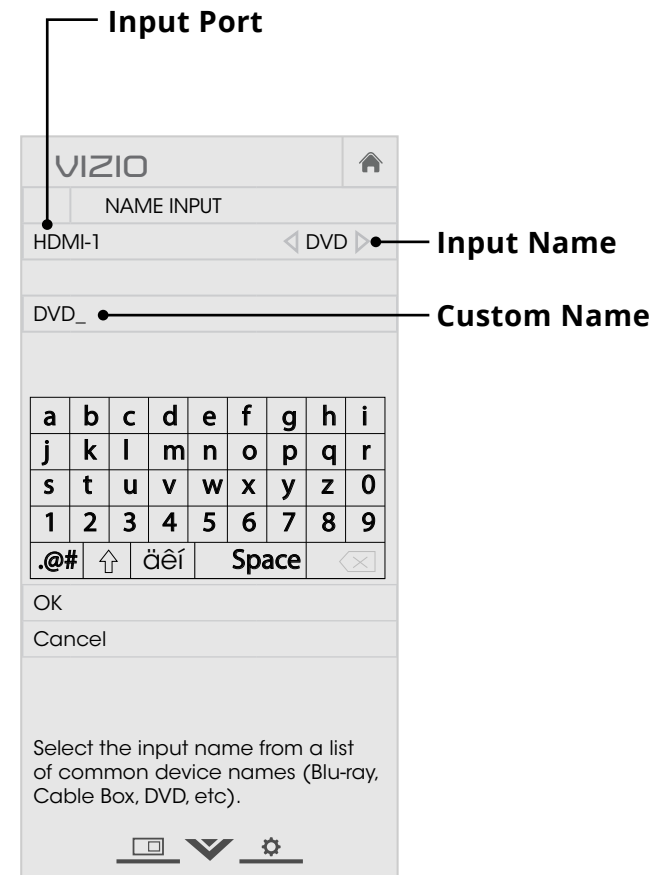 Input Port
VIZIO
NAME INPUT
HDMI-1 DVD Input Name
DVD_ Custom Name
a b c d e f g h i
j k l m n o p q r
s t u v w x y z 0
1 2 3 4 5 6 7 8 9
.@# äêí Space
OK
Cancel
Select the input name from a list
of common device names (Blu-ray,
Cable Box, DVD, etc).